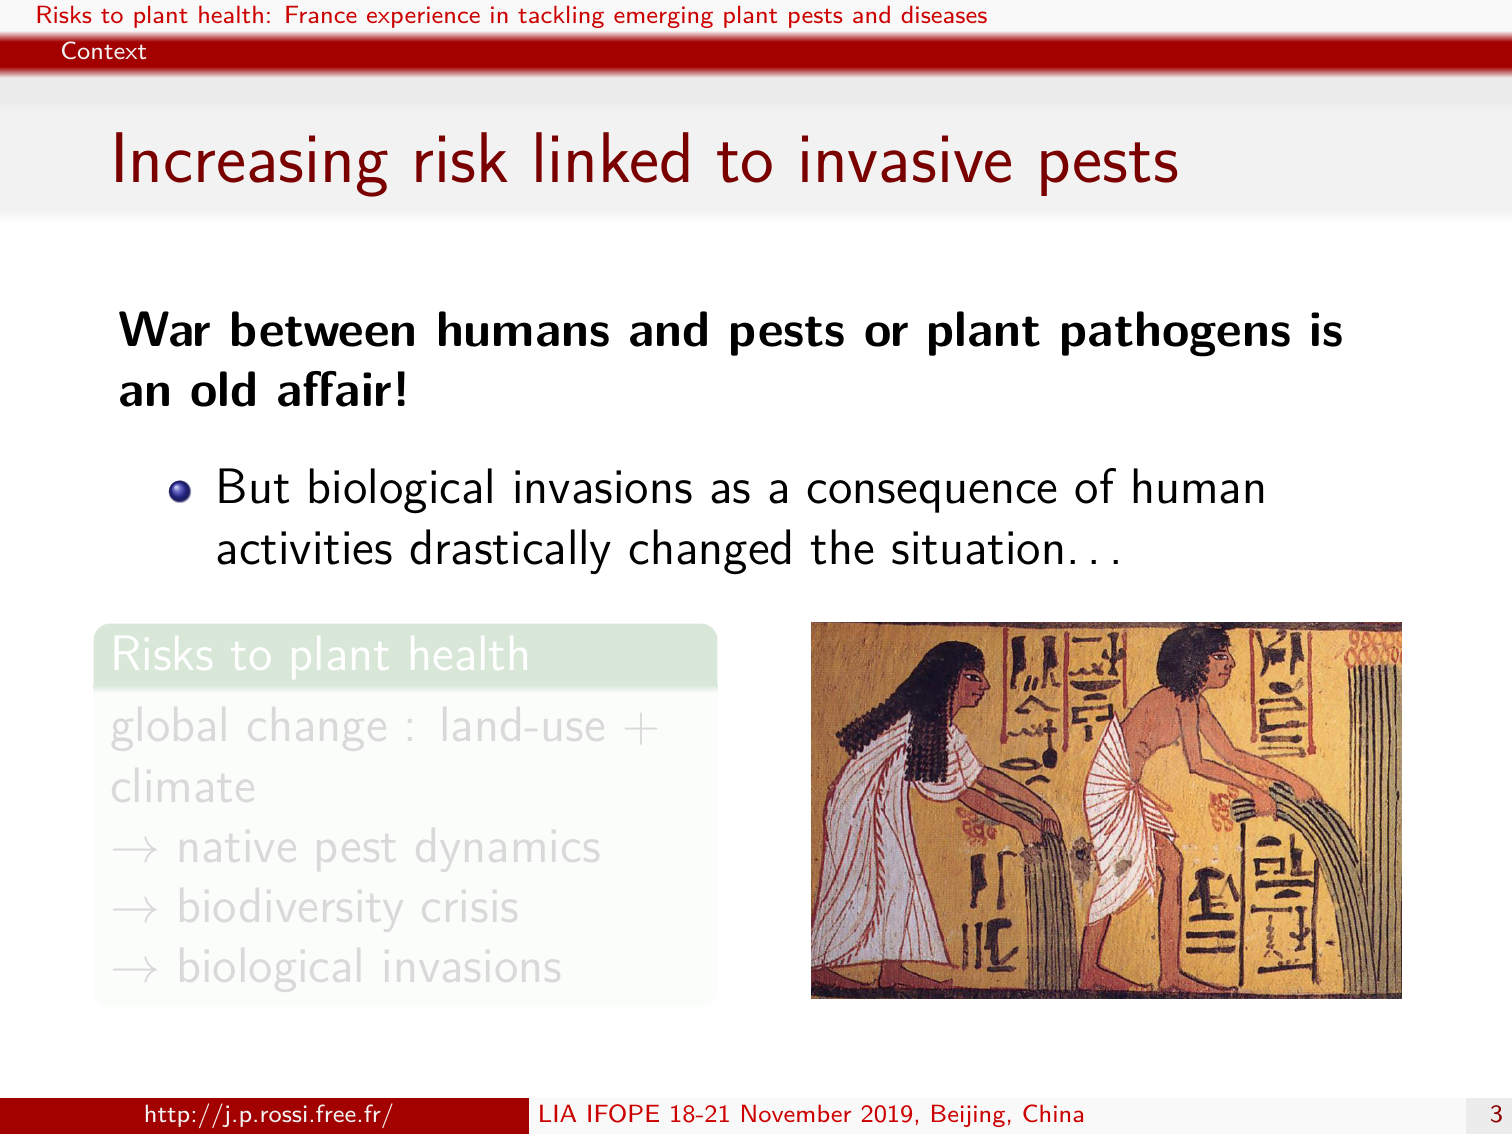 Risks to plant health: France experience in tackling emerging plant pests and diseases
Context
Increasing risk linked to invasive pests
War between humans and pests or plant pathogens is
an old affair!
But biological invasions as a consequence of human
activities drastically changed the situation. . .
Risks to plant health
global change : land-use +
climate
→ native pest dynamics
→ biodiversity crisis
→ biological invasions
http://j.p.rossi.free.fr/
LIA IFOPE 18-21 November 2019, Beijing, China
3